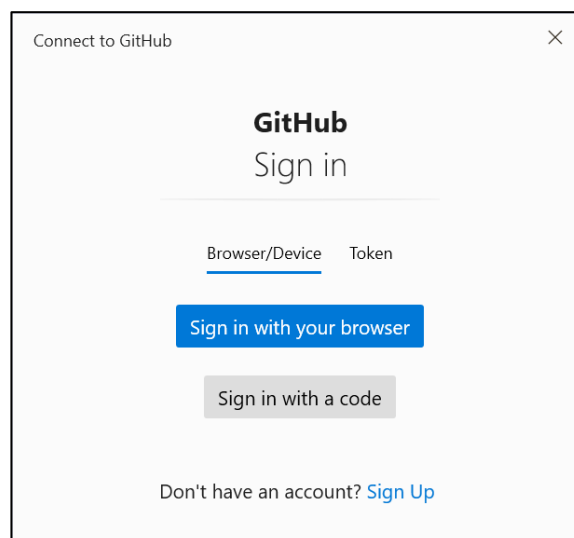 Connect to GitHub
GitHub
Sign in
Browser/Device Token
Sign in with your browser
Sign in with a code
Don't have an account? Sign Up